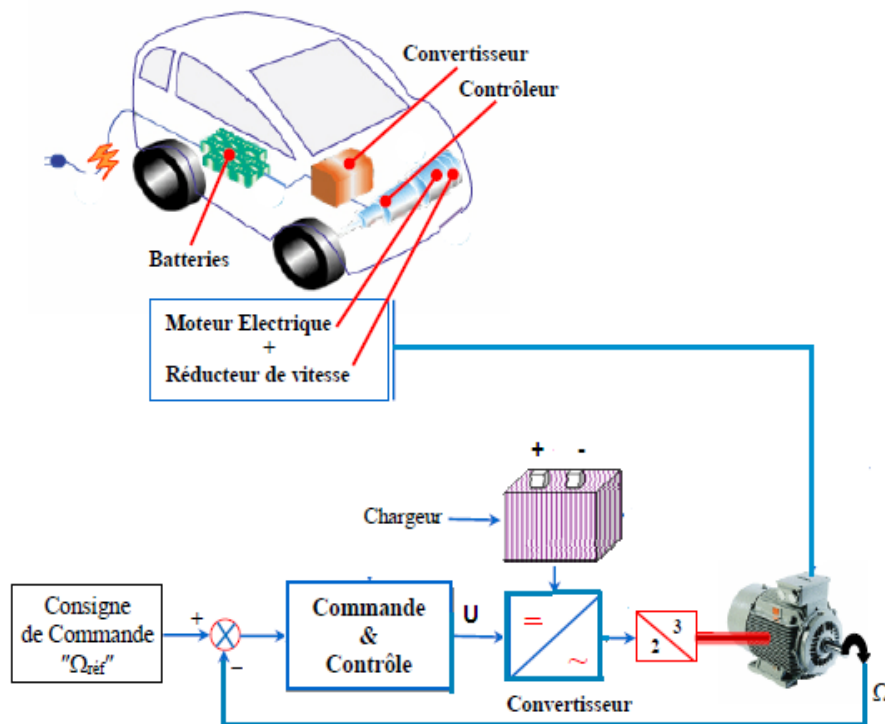 Convertisseur
Contrôleur
Batteries
Moteur Electrique
+
Réducteur de vitesse
+ -
Chargeur
Consigne
de Commande
"Ωréf"
+
−
Commande
&
Contrôle
U
=
~
Convertisseur
3
2
Ω